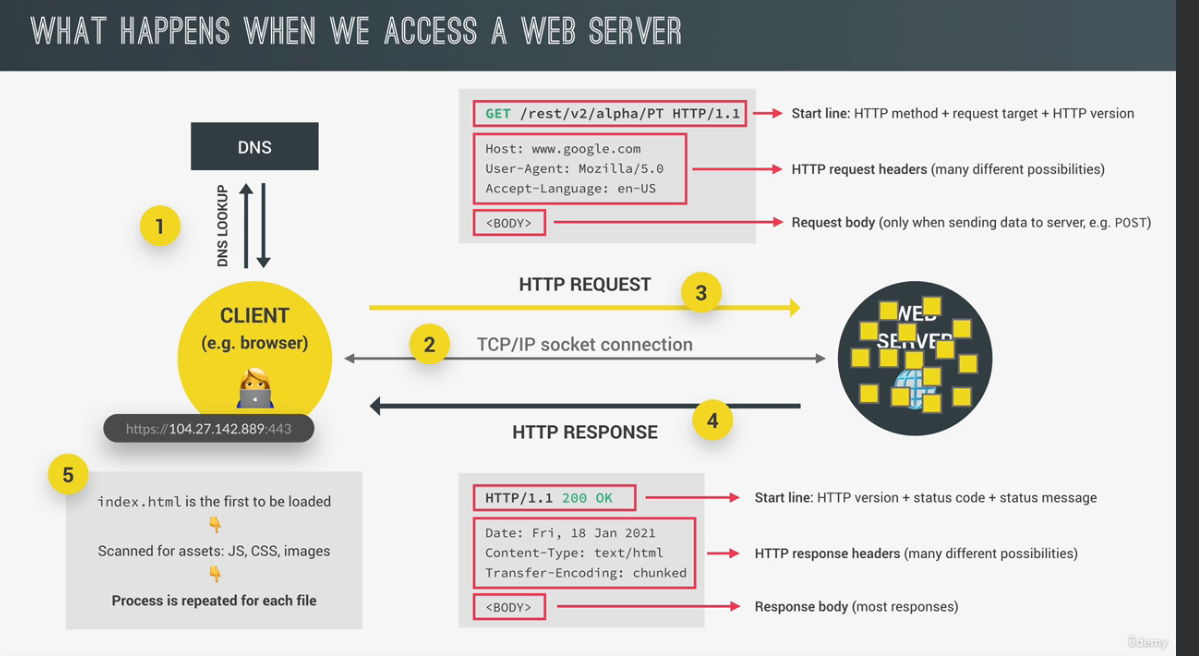 WHAT HAPPENS WHEN WE ACCESS A WEB SERVER
GET /rest/v2/alpha/PT HTTP/1.1
Start line: HTTP method + request target + HTTP version
Host: www.google.com
User-Agent: Mozilla/5.0
Accept-Language: en-US
HTTP request headers (many different possibilities)
<BODY>
Request body (only when sending data to server, e.g. POST)
DNS
1
DNS LOOKUP
CLIENT
(e.g. browser)
https://104.27.142.889:443
HTTP REQUEST
3
2
TCP/IP socket connection
HTTP RESPONSE
4
WEB
SERVER
5
index.html is the first to be loaded
Scanned for assets: JS, CSS, images
Process is repeated for each file
HTTP/1.1 200 OK
Start line: HTTP version + status code + status message
Date: Fri, 18 Jan 2021
Content-Type: text/html
Transfer-Encoding: chunked
HTTP response headers (many different possibilities)
<BODY>
Response body (most responses)
ûdemy